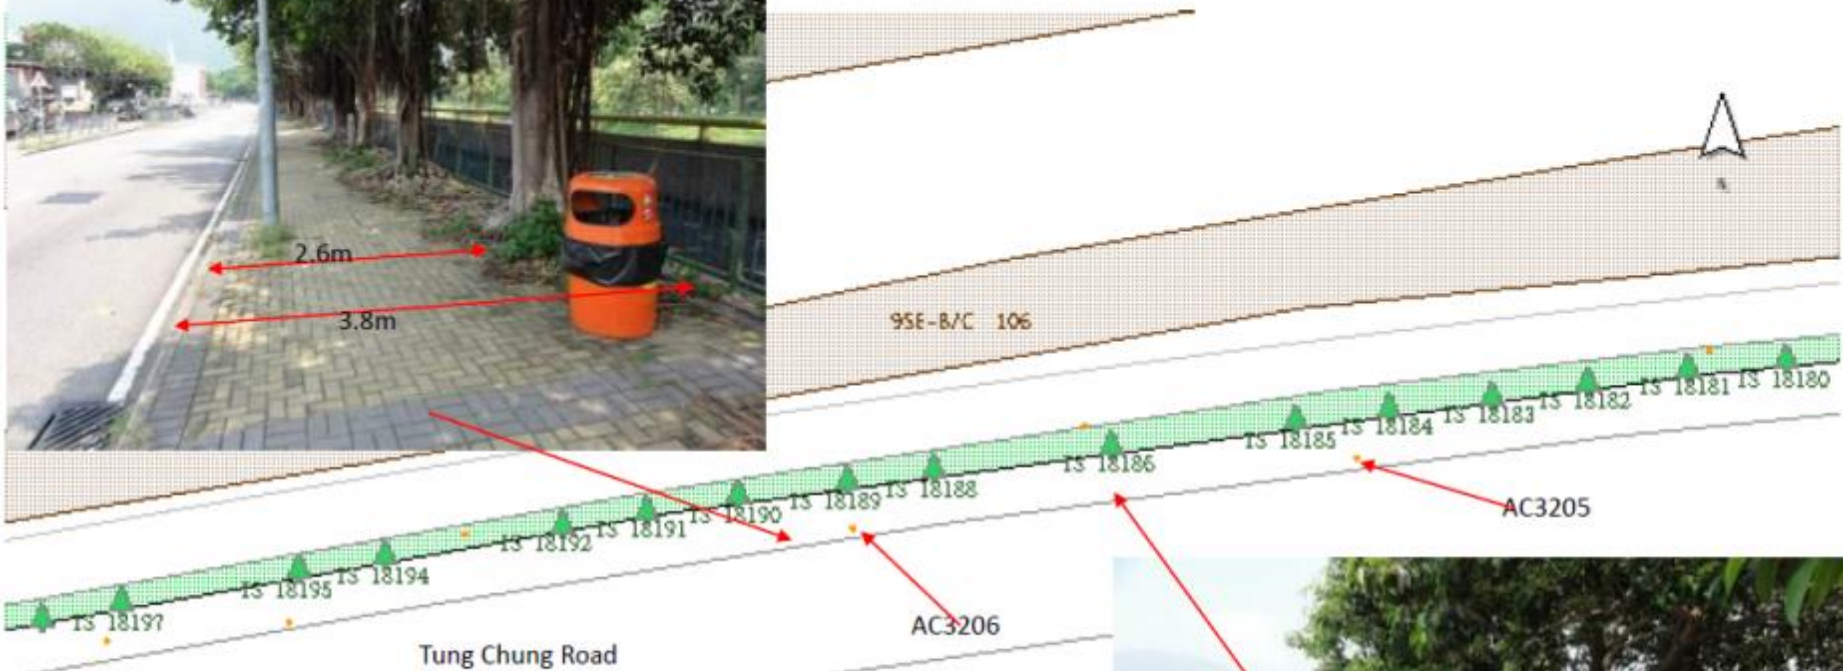 2.6m
3.8m
9SE-B/C 106
TS 18180
TS 18181
TS 18182
TS 18183
TS 18184
TS 18185
TS 18186
TS 18188
TS 18189
TS 18190
TS 18191
TS 18192
TS 18194
TS 18195
TS 18197
AC3205
AC3206
Tung Chung Road